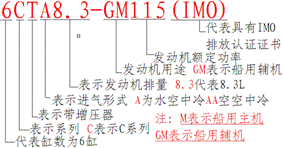 6CTA8.3-GM115(IMO)
代表具有IMO
排放认证证书
发动机额定功率
发动机用途 GM表示船用辅机
表示发动机排量 8.3代表8.3L
表示进气形式 A为水空中冷AA空空中冷
表示带增压器
表示系列 C表示C系列
代表缸数为6缸
注: M表示船用主机
GM表示船用辅机